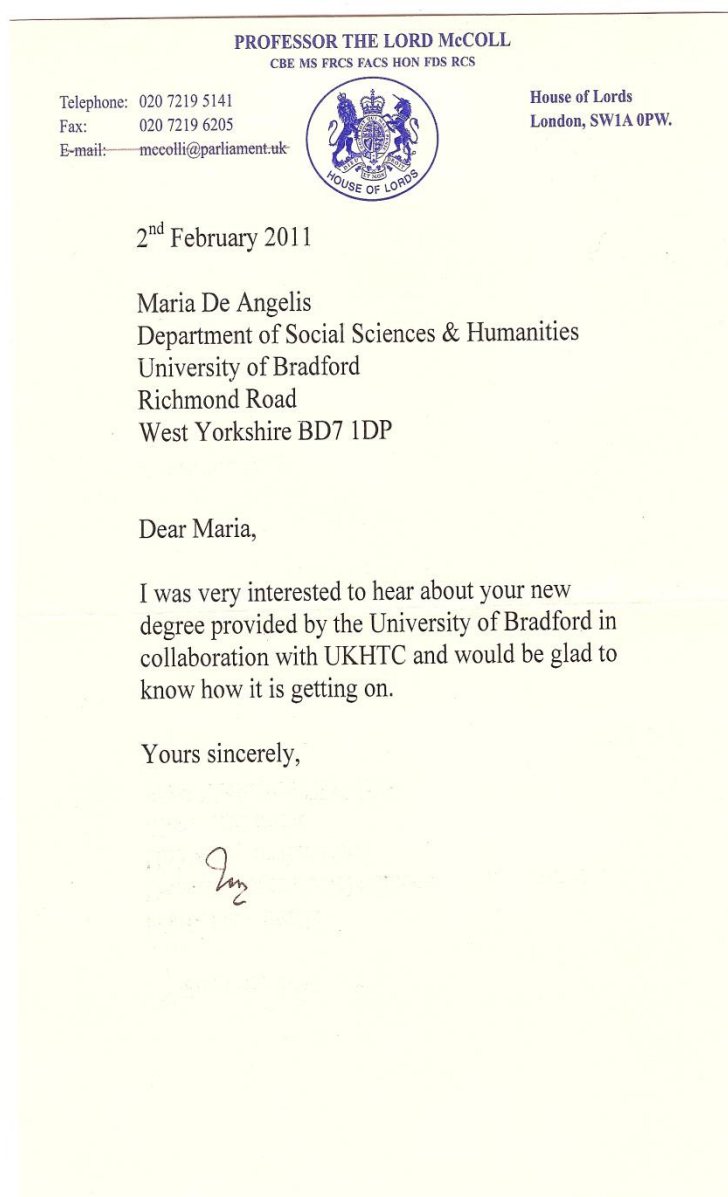 PROFESSOR THE LORD McCOLL
CBE MS FRCS FACS HON FDS RCS
Telephone: 020 7219 5141
Fax: 020 7219 6205
E-mail: mccolli@parliament.uk
HOUSE OF LORDS
House of Lords
London, SW1A 0PW.
2nd February 2011
Maria De Angelis
Department of Social Sciences & Humanities
University of Bradford
Richmond Road
West Yorkshire BD7 1DP
Dear Maria,
I was very interested to hear about your new
degree provided by the University of Bradford in
collaboration with UKHTC and would be glad to
know how it is getting on.
Yours sincerely,